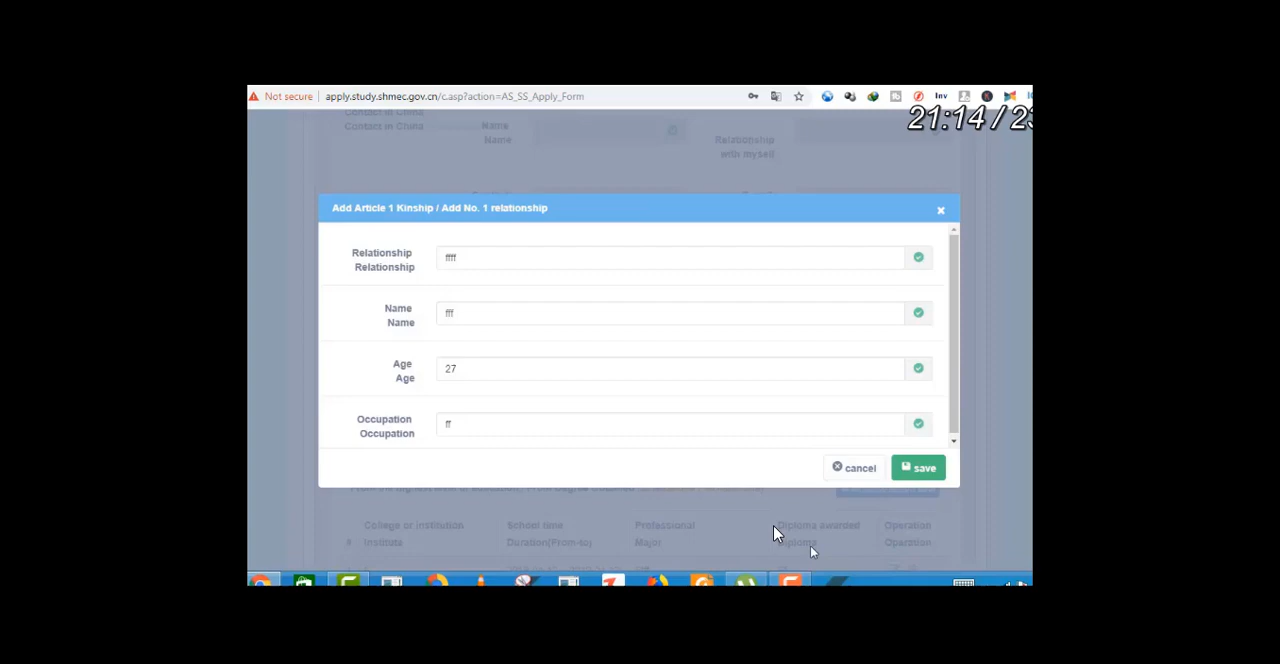 Not secure | apply.study.shmec.gov.cn/c.asp?action=AS_SS_Apply_Form
Inv
21:14 / 23
Contact in China
Contact in China
Name
Name
Relationship
with myself
Add Article 1 Kinship / Add No. 1 relationship
Relationship
Relationship
ffff
Name
Name
fff
Age
Age
27
Occupation
Occupation
ff
cancel
save
College or institution
School time
Professional
Diploma awarded
Operation
# Institute
Duration(From-to)
Major
Diploma
Operation